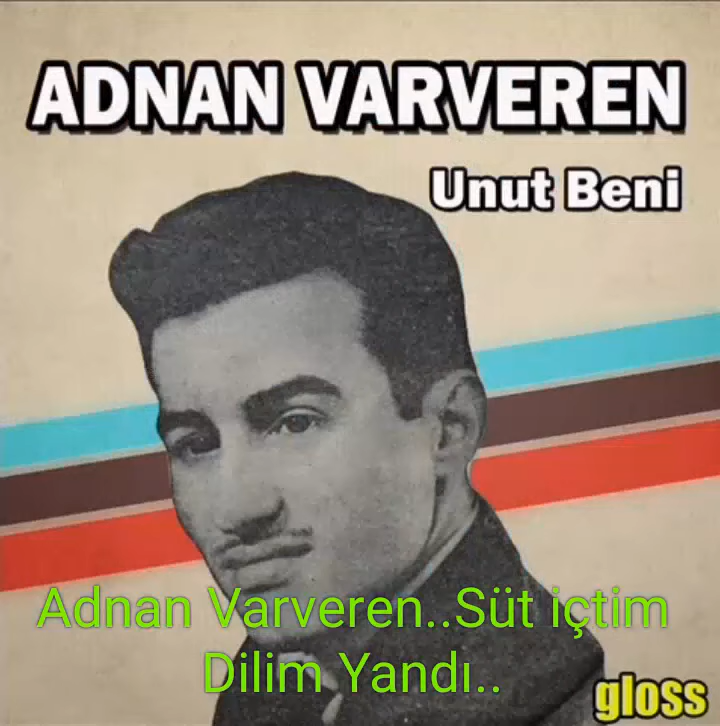 ADNAN VARVEREN
Unut Beni
Adnan Varveren..Süt içtim
Dilim Yandı..
gloss